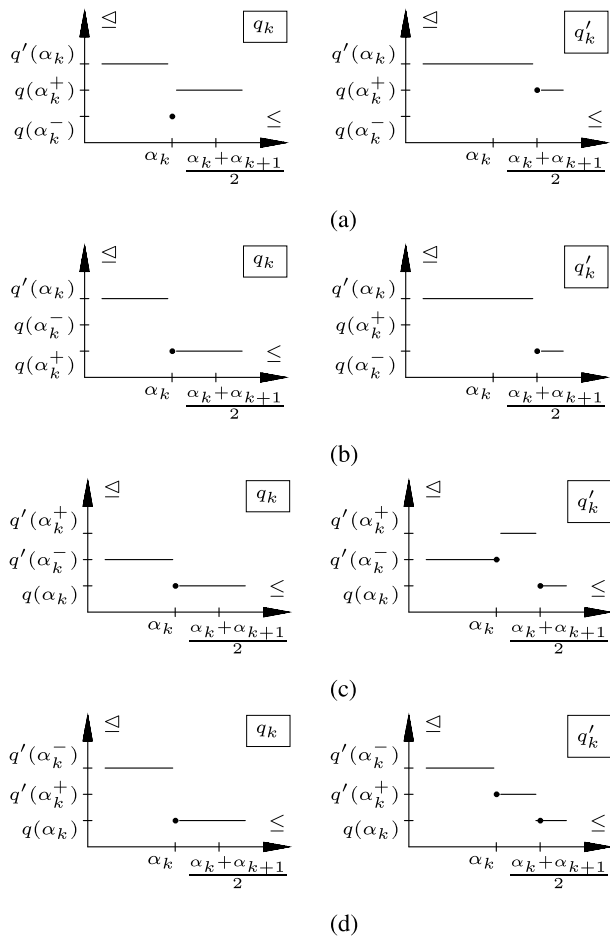 ⊴ q_k
q′(α_k)
q(α_k^+)
q(α_k^−) ≤
α_k (α_k+α_{k+1})/2
⊴ q′_k
q′(α_k)
q(α_k^+)
q(α_k^−) ≤
α_k (α_k+α_{k+1})/2
(a)
⊴ q_k
q′(α_k)
q(α_k^−)
q(α_k^+) ≤
α_k (α_k+α_{k+1})/2
⊴ q′_k
q′(α_k)
q(α_k^+)
q(α_k^−) ≤
α_k (α_k+α_{k+1})/2
(b)
⊴ q_k
q′(α_k^+)
q′(α_k^−)
q(α_k) ≤
α_k (α_k+α_{k+1})/2
⊴ q′_k
q′(α_k^+)
q′(α_k^−)
q(α_k) ≤
α_k (α_k+α_{k+1})/2
(c)
⊴ q_k
q′(α_k^−)
q′(α_k^+)
q(α_k) ≤
α_k (α_k+α_{k+1})/2
⊴ q′_k
q′(α_k^−)
q′(α_k^+)
q(α_k) ≤
α_k (α_k+α_{k+1})/2
(d)